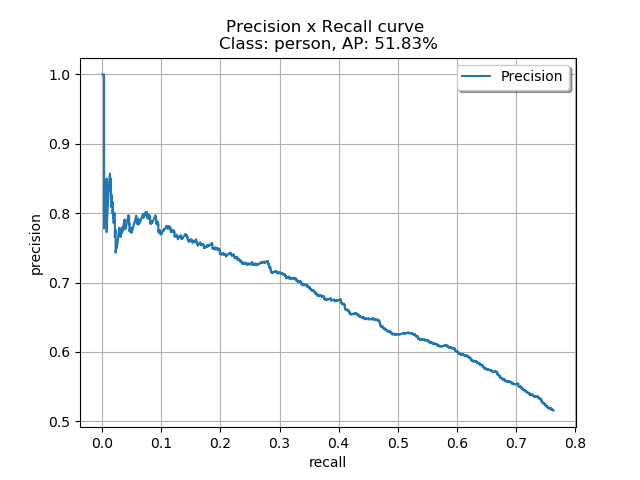 Precision x Recall curve
Class: person, AP: 51.83%
Precision
precision
1.0
0.9
0.8
0.7
0.6
0.5
0.0 0.1 0.2 0.3 0.4 0.5 0.6 0.7 0.8
recall